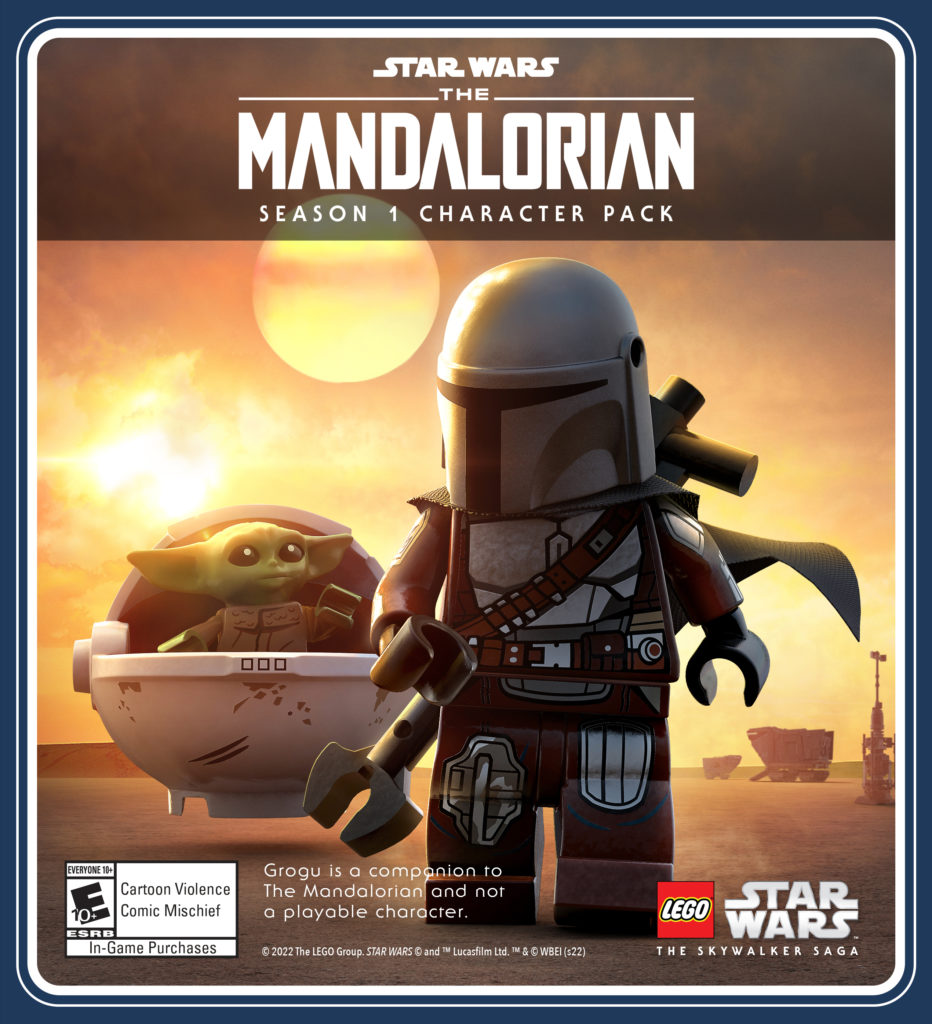 STAR WARS
THE
MANDALORIAN
SEASON 1 CHARACTER PACK
EVERYONE 10+
E
10+
ESRB
Cartoon Violence
Comic Mischief
In-Game Purchases
Grogu is a companion to
The Mandalorian and not
a playable character.
© 2022 The LEGO Group. STAR WARS © and ™ Lucasfilm Ltd. ™ & © WBEI (s22)
LEGO
STAR
WARS™
THE SKYWALKER SAGA